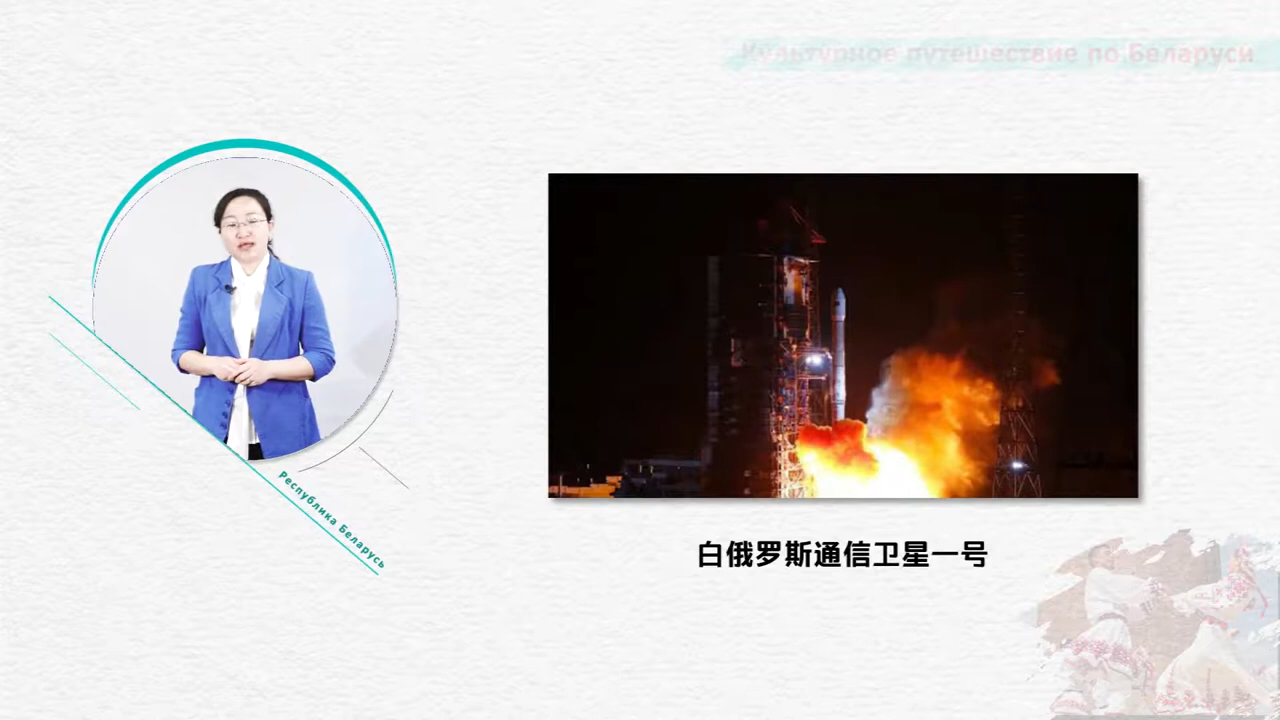 Культурное путешествие по Беларуси
Республика Беларусь
白俄罗斯通信卫星一号